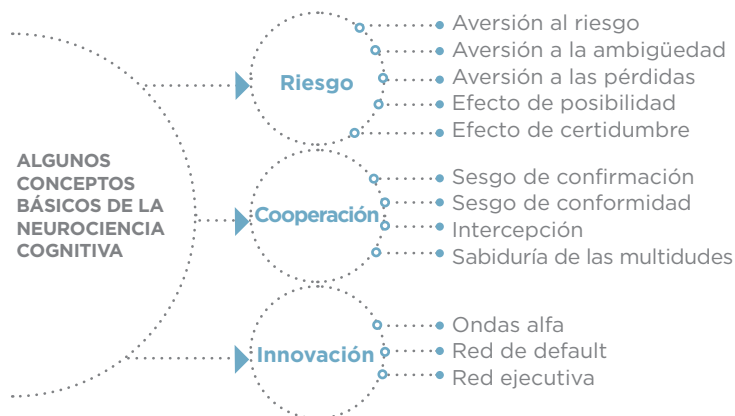 ALGUNOS
CONCEPTOS
BÁSICOS DE LA
NEUROCIENCIA
COGNITIVA
Riesgo
Aversión al riesgo
Aversión a la ambigüedad
Aversión a las pérdidas
Efecto de posibilidad
Efecto de certidumbre
Cooperación
Sesgo de confirmación
Sesgo de conformidad
Intercepción
Sabiduría de las multidudes
Innovación
Ondas alfa
Red de default
Red ejecutiva